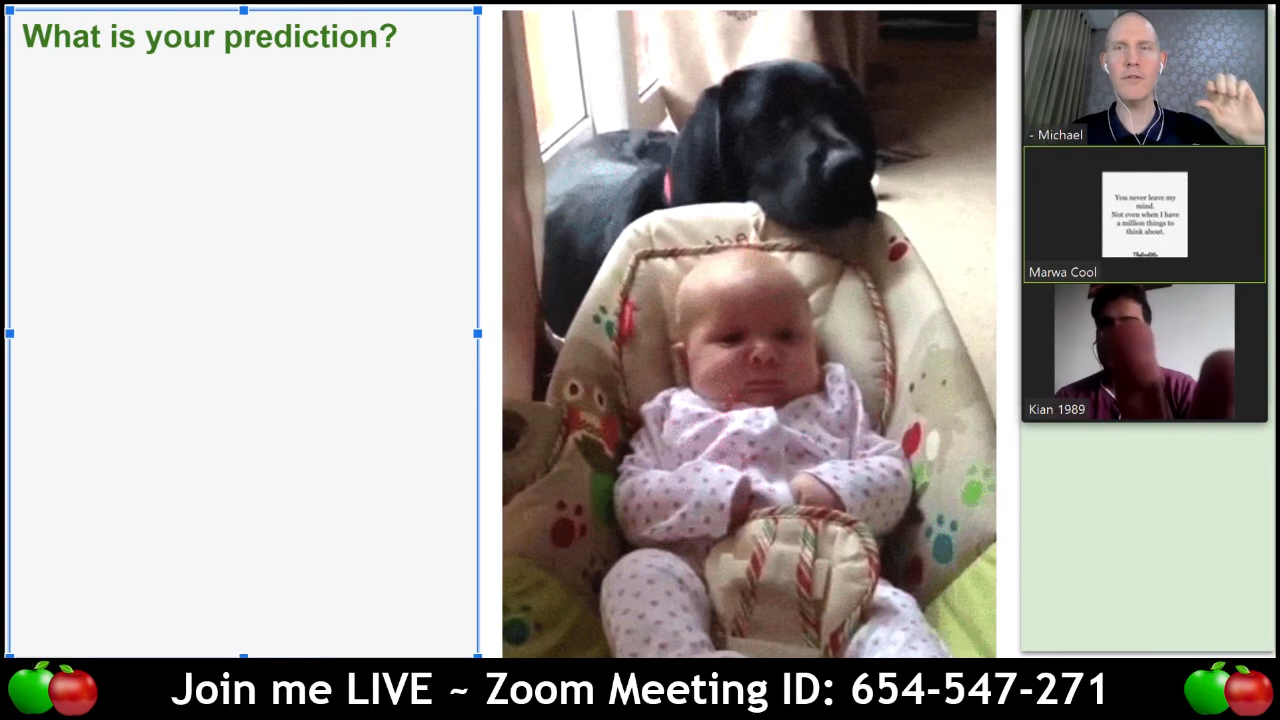 What is your prediction?
the
- Michael
You never leave my
mind.
Not even when I have
a million things to
think about.
Marwa Cool
Kian 1989
Join me LIVE ~ Zoom Meeting ID: 654-547-271